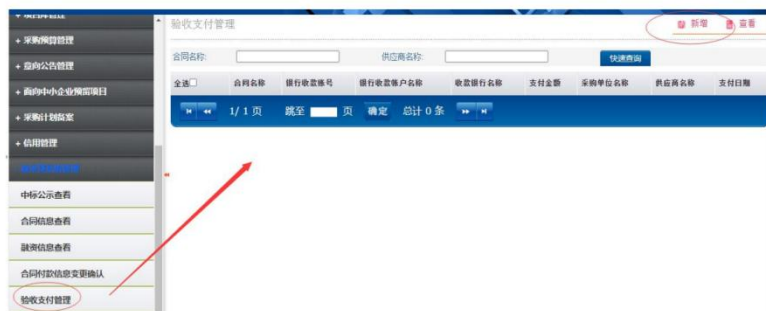 验收支付管理
新增
查看
合同名称:
供应商名称:
快速查询
全选
合同名称
银行收款账号
银行收款账户名称
收款银行名称
支付金额
采购单位名称
供应商名称
支付日期
1/ 1 页 跳至 页 确定 总计 0 条
+ 采购预算管理
+ 意向公告管理
+ 面向中小企业预留项目
+ 采购计划备案
+ 信用管理
中标公示查看
合同信息查看
融资信息查看
合同付款信息变更确认
验收支付管理